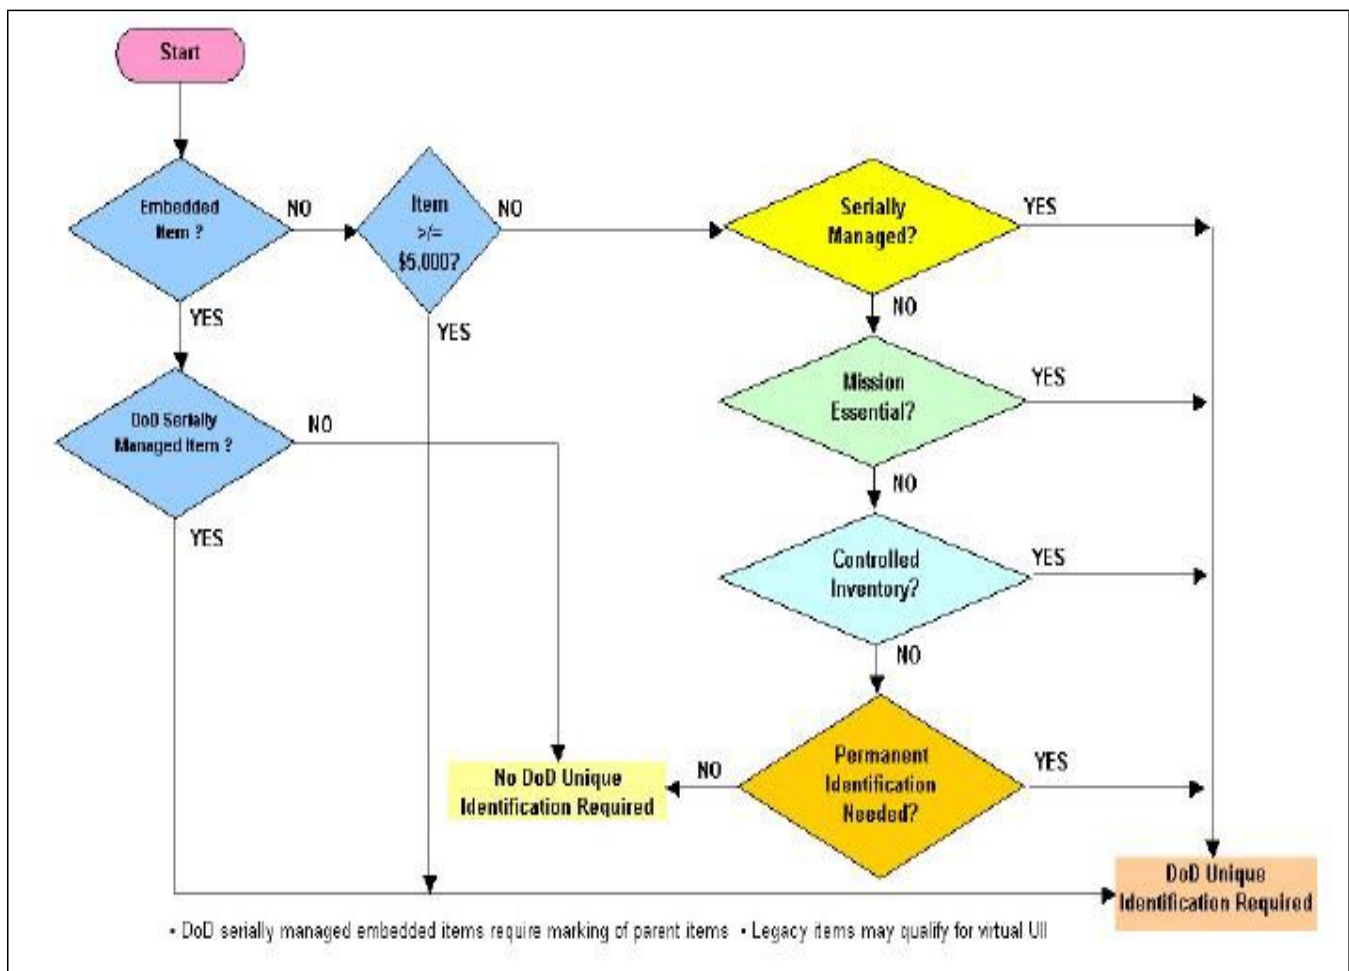 Start
Embedded
Item ?
NO
Item
>/=
$5.000?
NO
Serially
Managed?
YES
YES
YES
NO
DoD Serially
Managed Item ?
NO
Mission
Essential?
YES
NO
YES
Controlled
Inventory?
YES
NO
No DoD Unique
Identification Required
NO
Permanent
Identification
Needed?
YES
DoD Unique
Identification Required
• DoD serially managed embedded items require marking of parent items • Legacy items may qualify for virtual UII